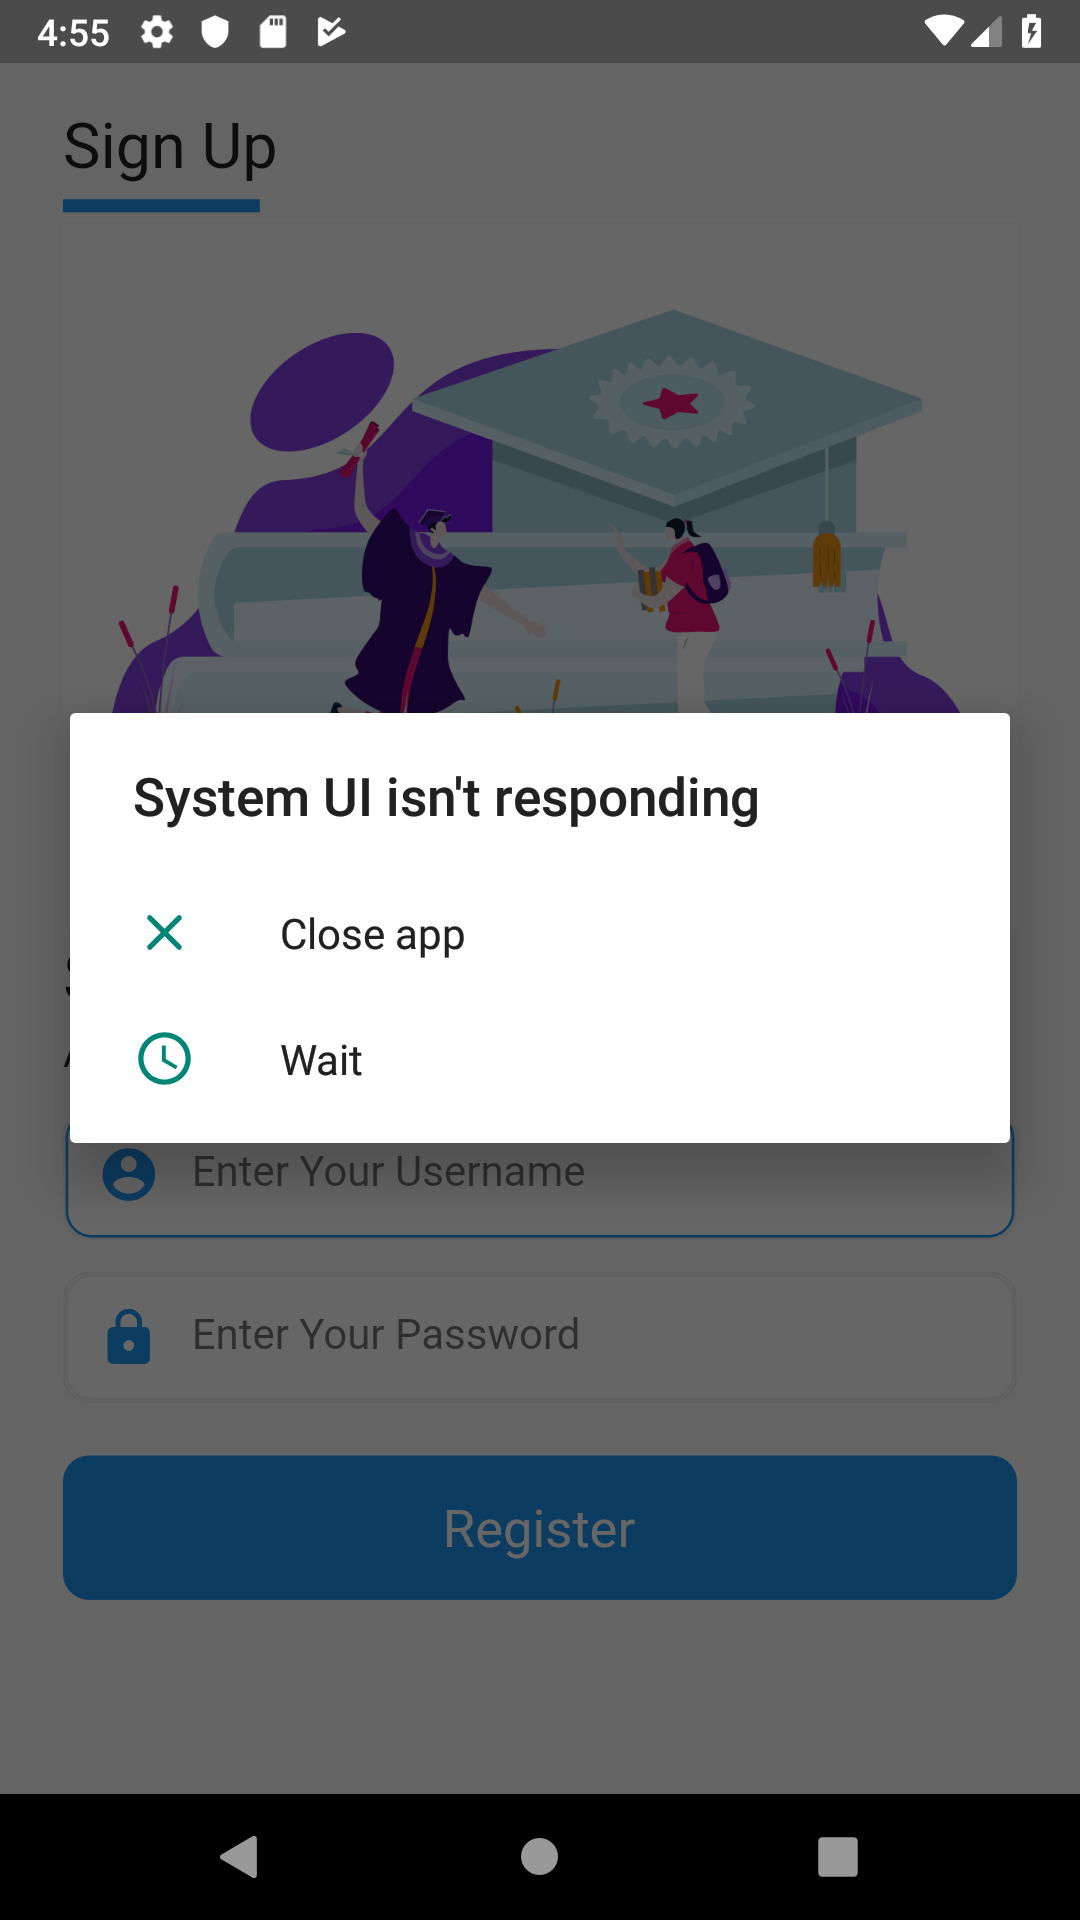 4:55
Sign Up
System UI isn't responding
Close app
Wait
Enter Your Username
Enter Your Password
Register